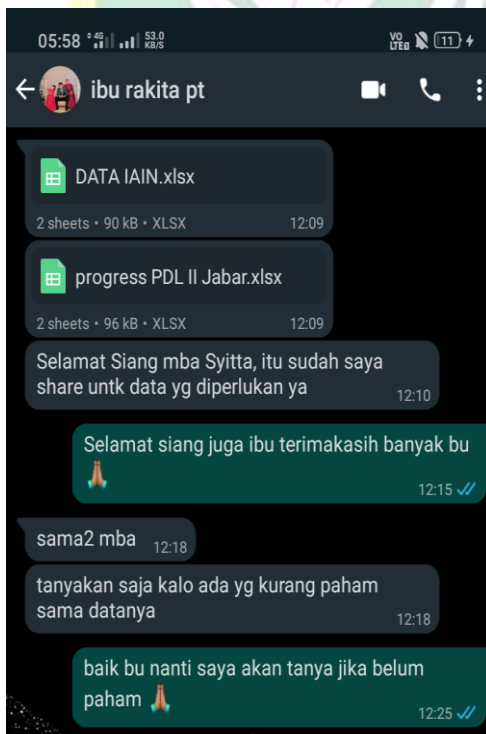 05:58 4G 53.0 KB/S VO LTE 11
ibu rakita pt
DATA IAIN.xlsx
2 sheets • 90 kB • XLSX 12:09
progress PDL II Jabar.xlsx
2 sheets • 96 kB • XLSX 12:09
Selamat Siang mba Syitta, itu sudah saya
share untk data yg diperlukan ya
12:10
Selamat siang juga ibu terimakasih banyak bu
🙏🏽
12:15
sama2 mba 12:18
tanyakan saja kalo ada yg kurang paham
sama datanya
12:18
baik bu nanti saya akan tanya jika belum
paham 🙏🏽
12:25